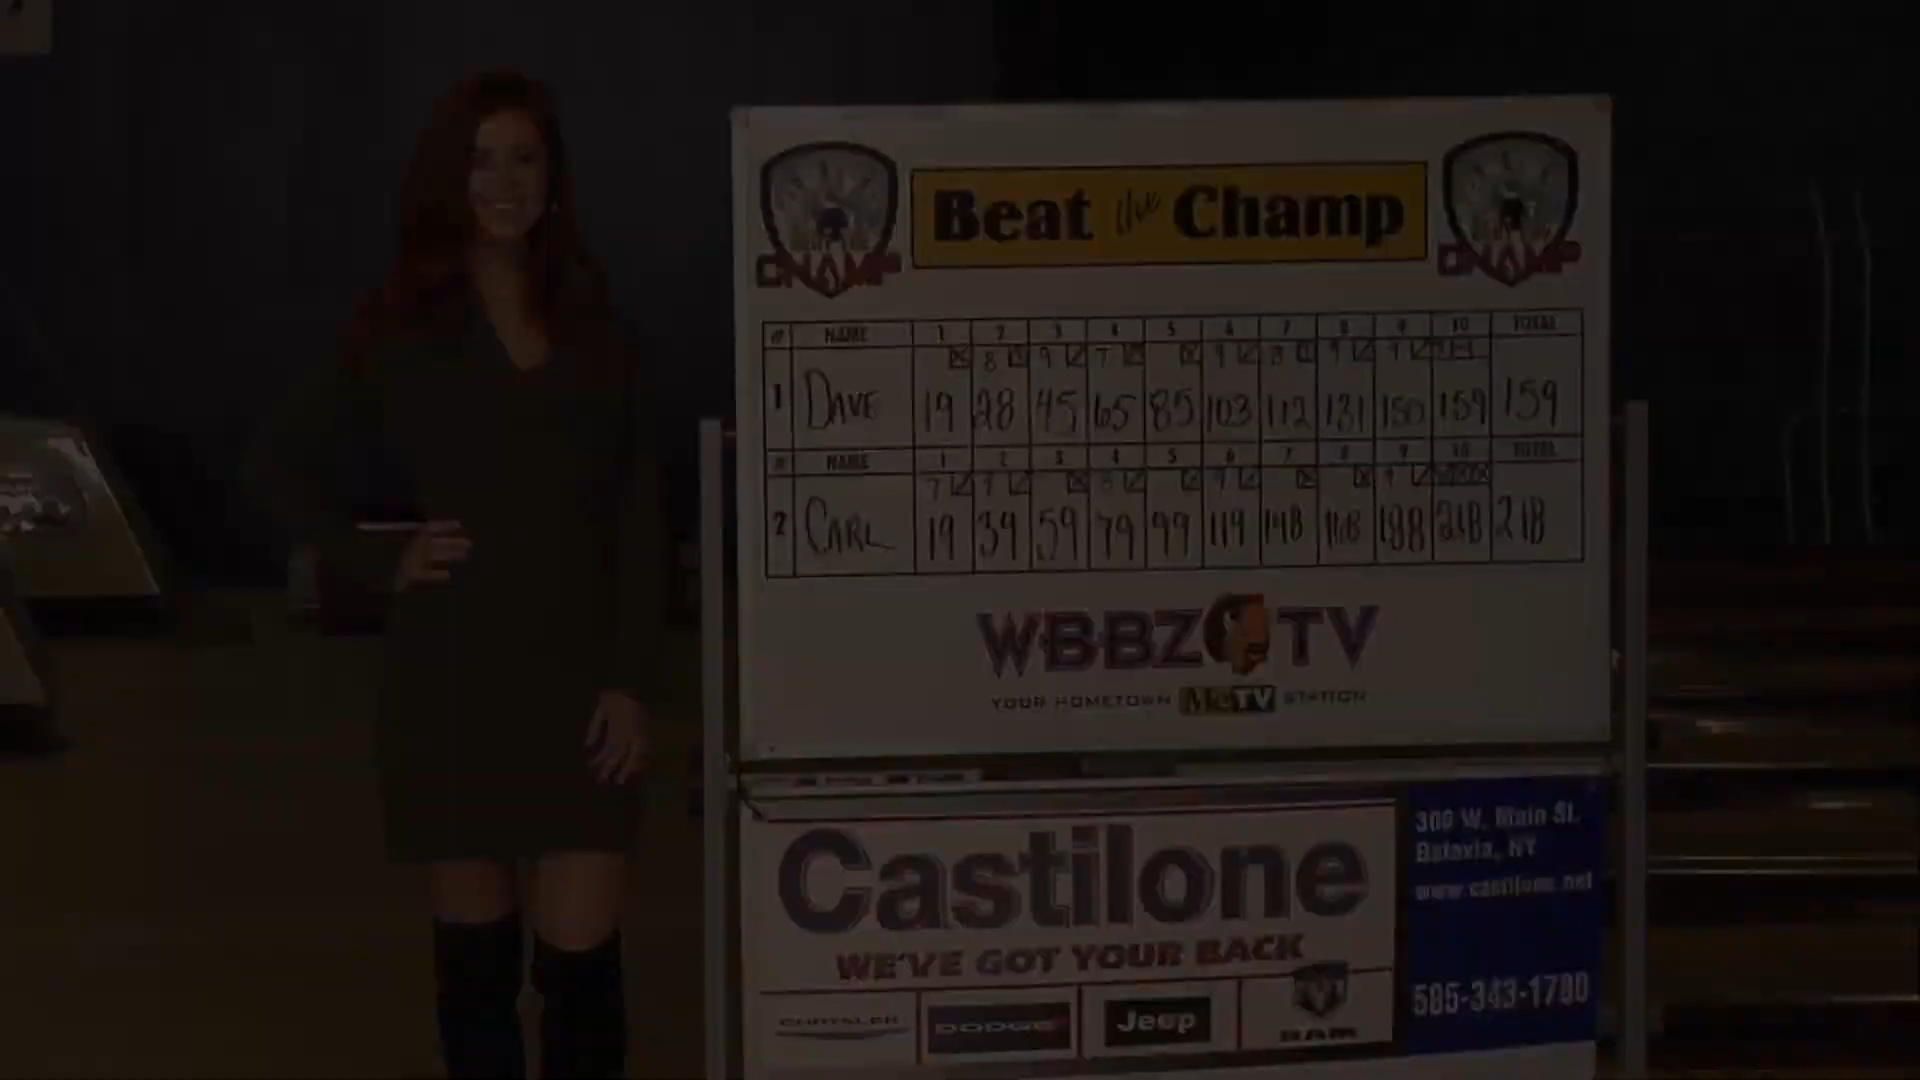 Beat the Champ
CHAMP CHAMP
# NAME 1 2 3 4 5 6 7 8 9 10 TOTAL
1 DAVE 19 28 45 65 85 103 112 131 150 159 159
# NAME 1 2 3 4 5 6 7 8 9 10 TOTAL
2 CARL 19 39 59 79 99 119 148 168 188 218 218
WBBZ TV
YOUR HOMETOWN MeTV STATION
Castilone
WE'VE GOT YOUR BACK
CHRYSLER DODGE Jeep RAM
300 W. Main St.
Batavia, NY
www.castilone.net
585-343-1780